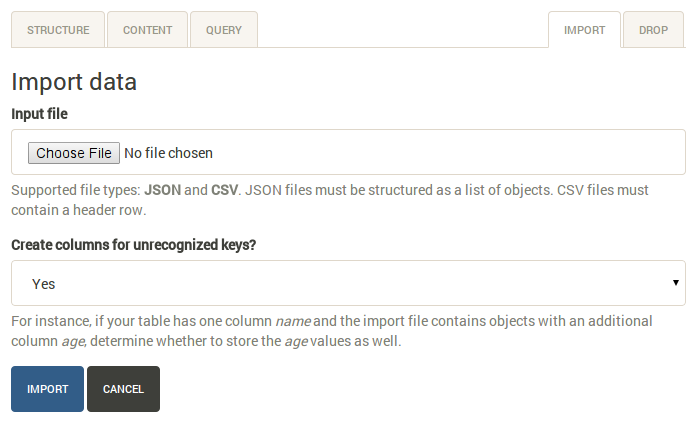 STRUCTURE CONTENT QUERY IMPORT DROP
Import data
Input file
Choose File No file chosen
Supported file types: JSON and CSV. JSON files must be structured as a list of objects. CSV files must
contain a header row.
Create columns for unrecognized keys?
Yes
For instance, if your table has one column name and the import file contains objects with an additional
column age, determine whether to store the age values as well.
IMPORT CANCEL